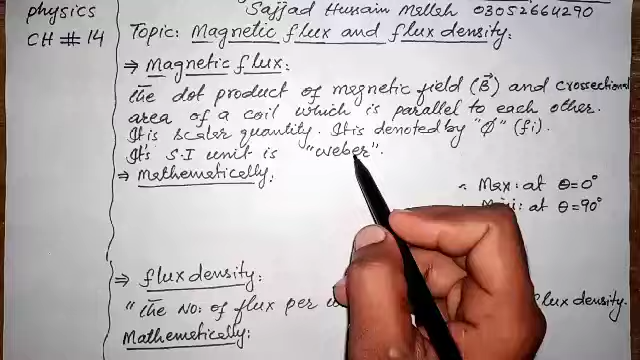 physics
CH # 14
Sajjad Hussain Melleh 03052664290
Topic: Magnetic flux and flux density.
⇒ Magnetic flux:
The dot product of megnetic field (B⃗) and crossectional
area of a coil which is parallel to each other.
It is scaler quantity. It is denoted by "Φ" (fi).
It's S.I unit is "weber".
⇒ Mathematically:
Max: at θ=0°
: at θ=90°
⇒ flux density:
"The No: of flux per flux density.
Mathematically: